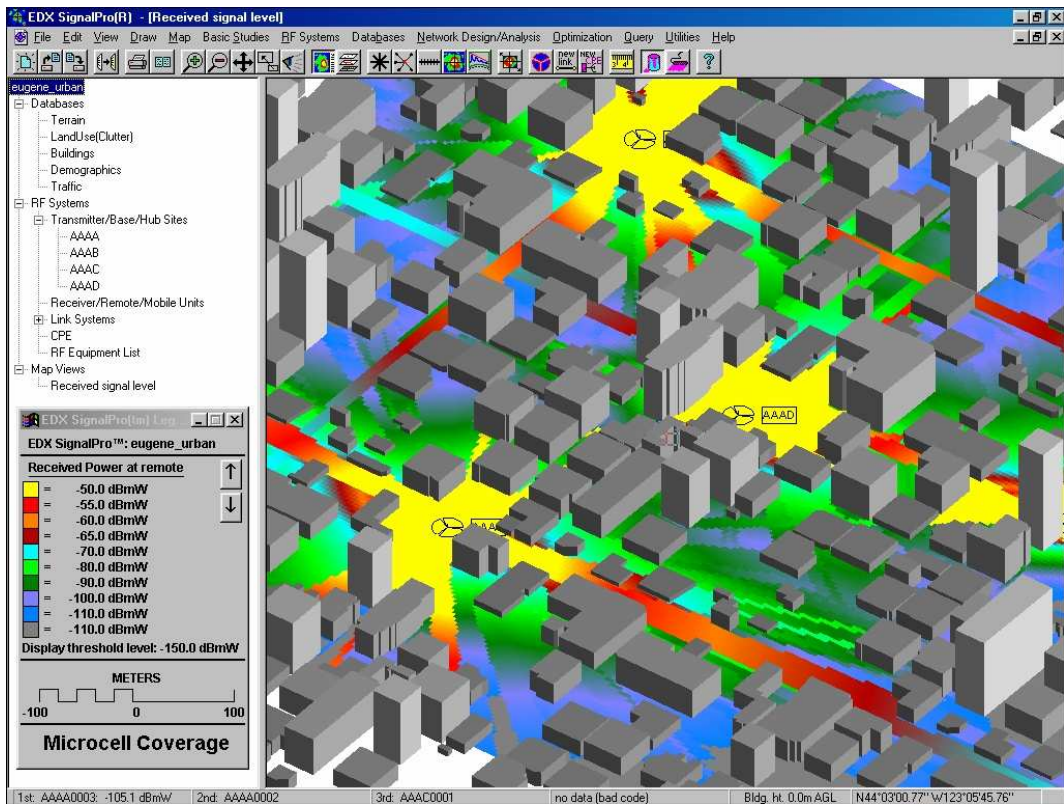 EDX SignalPro(R) - [Received signal level]
File Edit View Draw Map Basic Studies RF Systems Databases Network Design/Analysis Optimization Query Utilities Help
new link NEW
eugene_urban
Databases
Terrain
LandUse(Clutter)
Buildings
Demographics
Traffic
RF Systems
Transmitter/Base/Hub Sites
AAAA
AAAB
AAAC
AAAD
Receiver/Remote/Mobile Units
Link Systems
CPE
RF Equipment List
Map Views
Received signal level
EDX SignalPro[tm] Leg...
EDX SignalPro™: eugene_urban
Received Power at remote
= -50.0 dBmW
= -55.0 dBmW
= -60.0 dBmW
= -65.0 dBmW
= -70.0 dBmW
= -80.0 dBmW
= -90.0 dBmW
= -100.0 dBmW
= -110.0 dBmW
= -110.0 dBmW
Display threshold level: -150.0 dBmW
METERS
-100 0 100
Microcell Coverage
AAAD
1st: AAAA0003: -105.1 dBmW 2nd: AAAA0002 3rd: AAAC0001 no data (bad code) Bldg. ht. 0.0m AGL N44°03'00.77" W123°05'45.76"